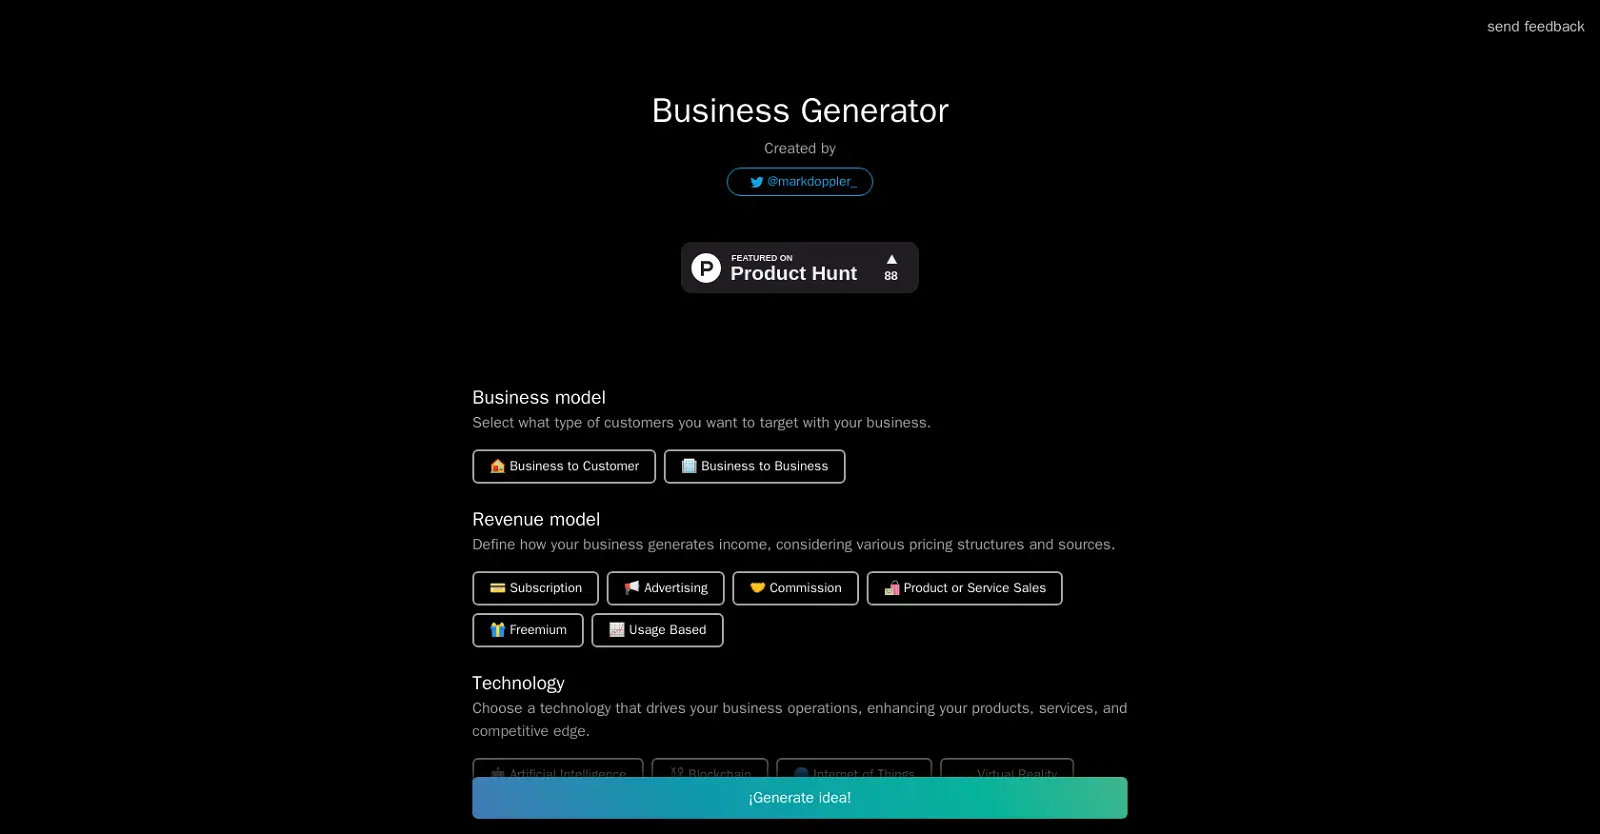 send feedback
Business Generator
Created by
@markdoppler_
FEATURED ON
Product Hunt
88
Business model
Select what type of customers you want to target with your business.
Business to Customer Business to Business
Revenue model
Define how your business generates income, considering various pricing structures and sources.
Subscription Advertising Commission Product or Service Sales
Freemium Usage Based
Technology
Choose a technology that drives your business operations, enhancing your products, services, and
competitive edge.
Artificial Intelligence Blockchain Internet of Things Virtual Reality
¡Generate idea!